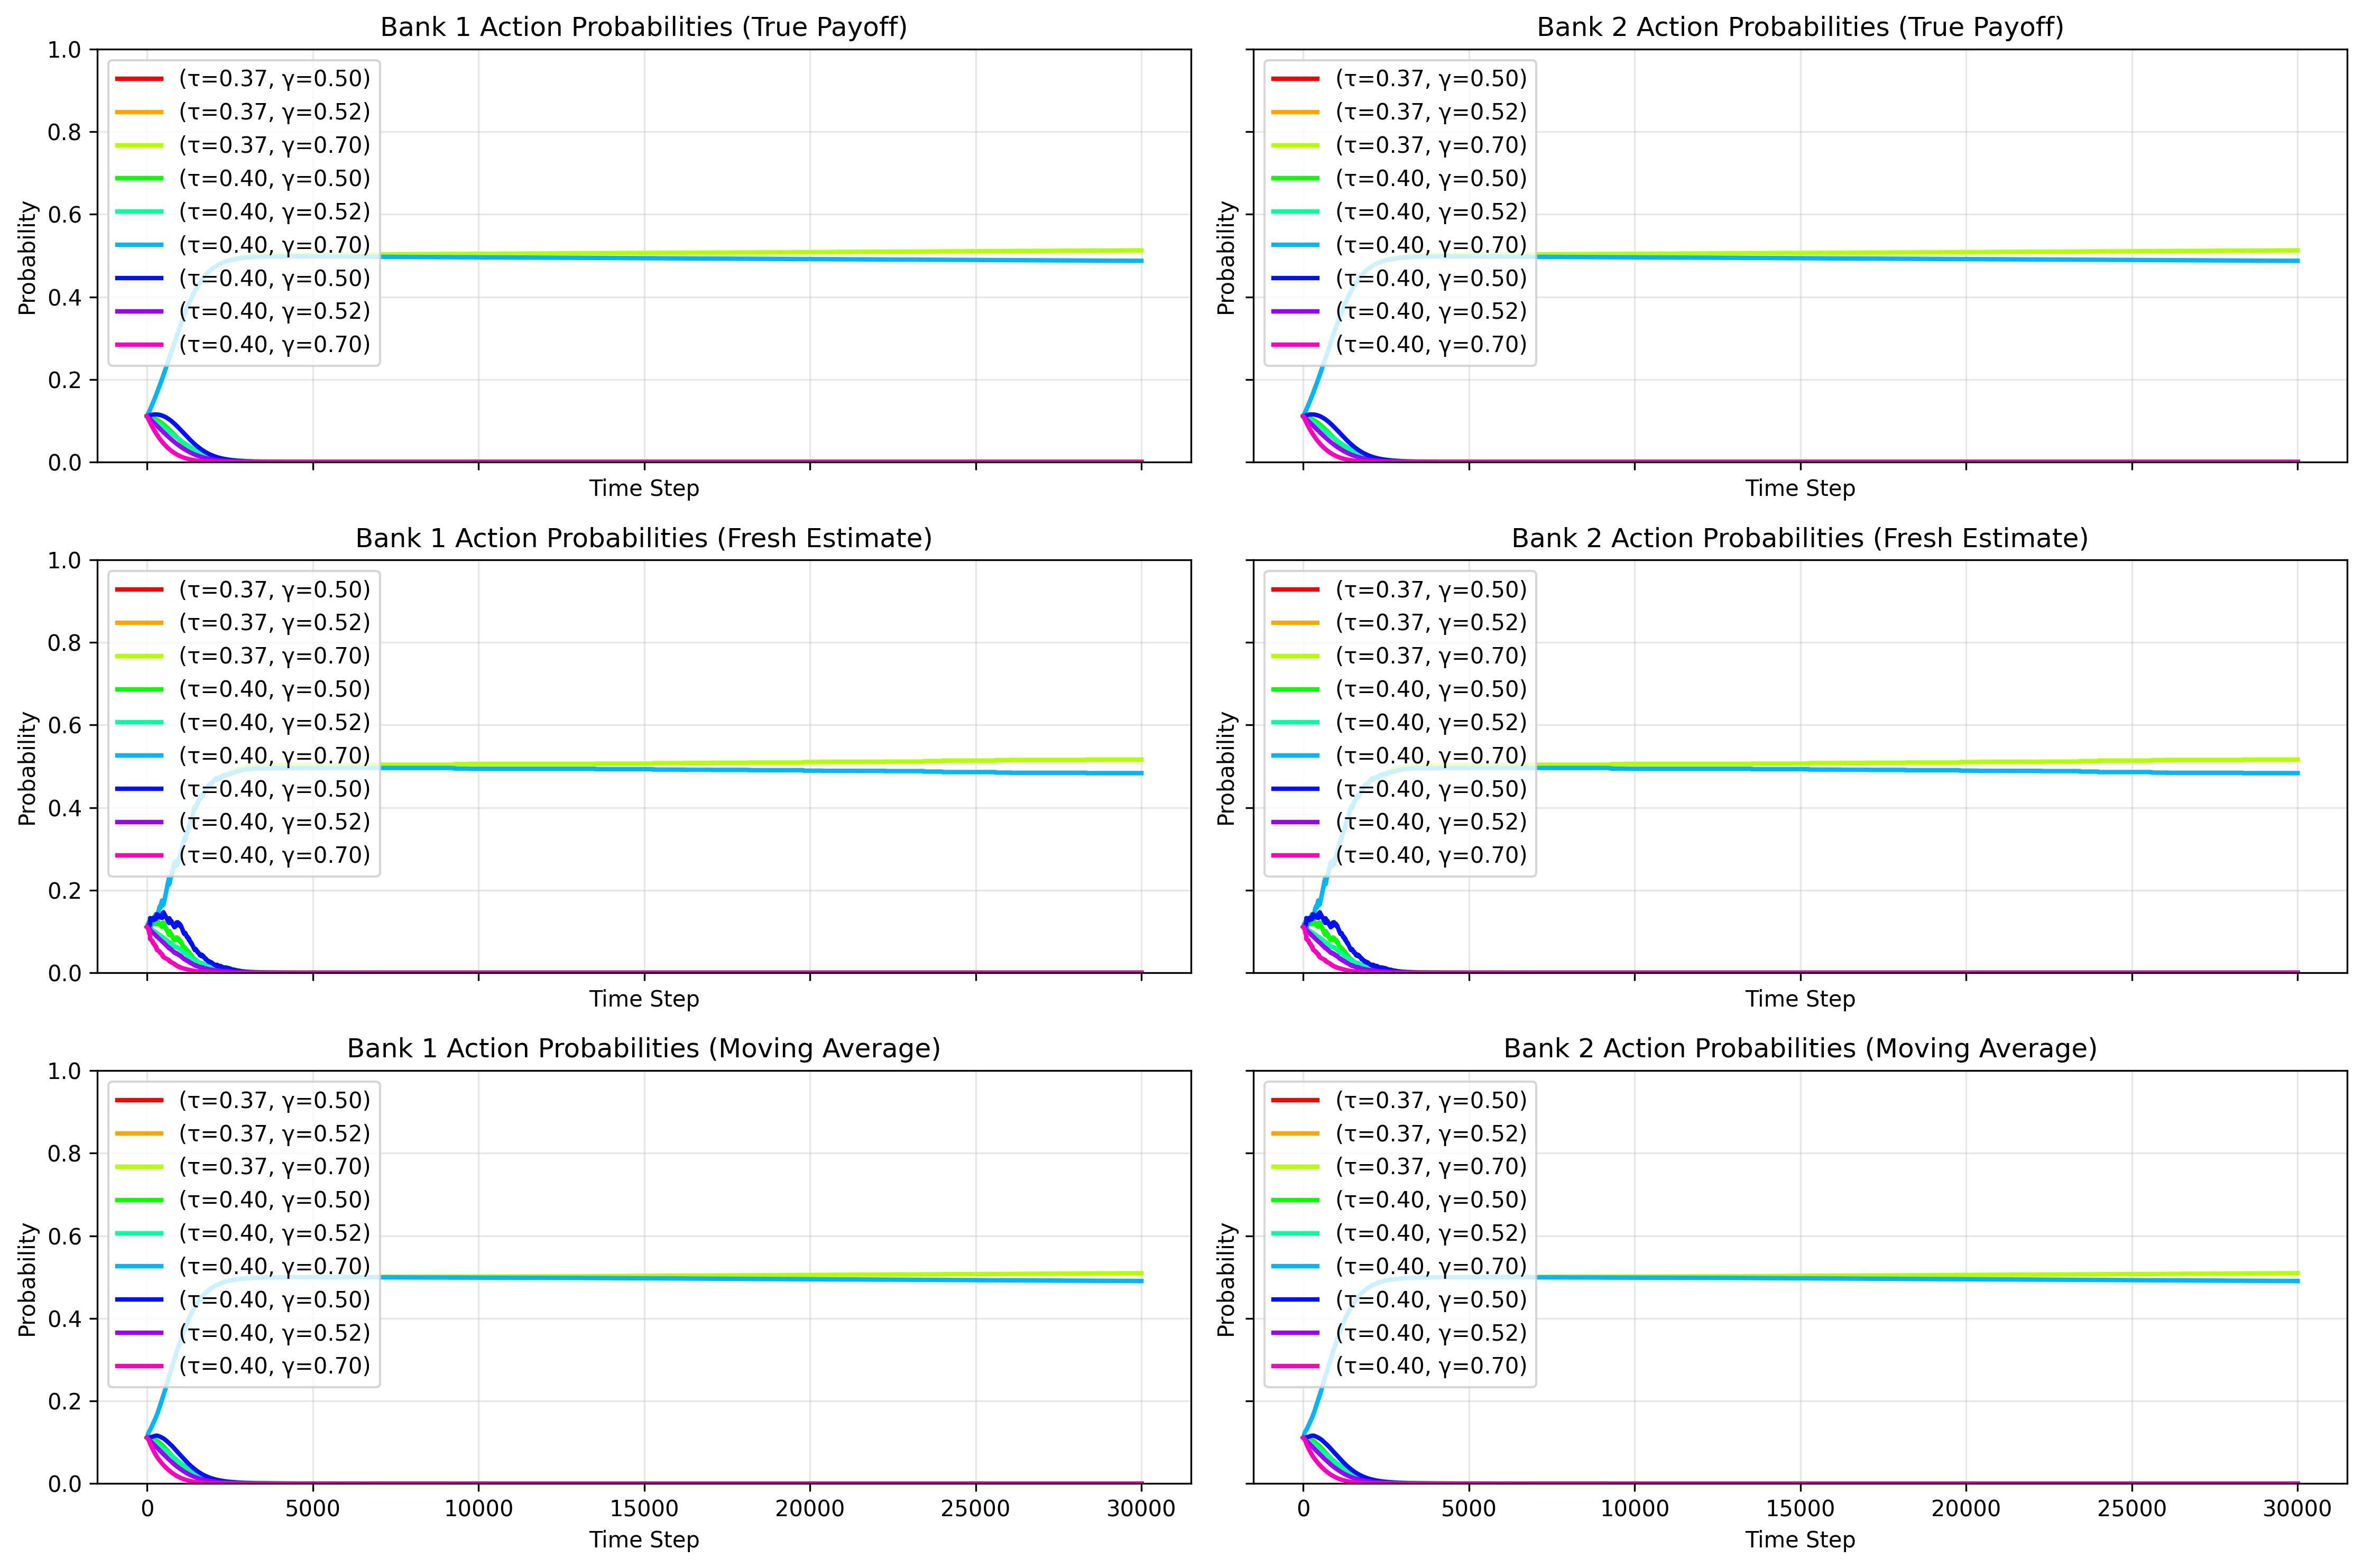 Bank 1 Action Probabilities (True Payoff)
Probability
1.0
0.8
0.6
0.4
0.2
0.0
(τ=0.37, γ=0.50)
(τ=0.37, γ=0.52)
(τ=0.37, γ=0.70)
(τ=0.40, γ=0.50)
(τ=0.40, γ=0.52)
(τ=0.40, γ=0.70)
(τ=0.40, γ=0.50)
(τ=0.40, γ=0.52)
(τ=0.40, γ=0.70)
Time Step
Bank 2 Action Probabilities (True Payoff)
Probability
(τ=0.37, γ=0.50)
(τ=0.37, γ=0.52)
(τ=0.37, γ=0.70)
(τ=0.40, γ=0.50)
(τ=0.40, γ=0.52)
(τ=0.40, γ=0.70)
(τ=0.40, γ=0.50)
(τ=0.40, γ=0.52)
(τ=0.40, γ=0.70)
Time Step
Bank 1 Action Probabilities (Fresh Estimate)
Probability
1.0
0.8
0.6
0.4
0.2
0.0
(τ=0.37, γ=0.50)
(τ=0.37, γ=0.52)
(τ=0.37, γ=0.70)
(τ=0.40, γ=0.50)
(τ=0.40, γ=0.52)
(τ=0.40, γ=0.70)
(τ=0.40, γ=0.50)
(τ=0.40, γ=0.52)
(τ=0.40, γ=0.70)
Time Step
Bank 2 Action Probabilities (Fresh Estimate)
Probability
(τ=0.37, γ=0.50)
(τ=0.37, γ=0.52)
(τ=0.37, γ=0.70)
(τ=0.40, γ=0.50)
(τ=0.40, γ=0.52)
(τ=0.40, γ=0.70)
(τ=0.40, γ=0.50)
(τ=0.40, γ=0.52)
(τ=0.40, γ=0.70)
Time Step
Bank 1 Action Probabilities (Moving Average)
Probability
1.0
0.8
0.6
0.4
0.2
0.0
(τ=0.37, γ=0.50)
(τ=0.37, γ=0.52)
(τ=0.37, γ=0.70)
(τ=0.40, γ=0.50)
(τ=0.40, γ=0.52)
(τ=0.40, γ=0.70)
(τ=0.40, γ=0.50)
(τ=0.40, γ=0.52)
(τ=0.40, γ=0.70)
0 5000 10000 15000 20000 25000 30000
Time Step
Bank 2 Action Probabilities (Moving Average)
Probability
(τ=0.37, γ=0.50)
(τ=0.37, γ=0.52)
(τ=0.37, γ=0.70)
(τ=0.40, γ=0.50)
(τ=0.40, γ=0.52)
(τ=0.40, γ=0.70)
(τ=0.40, γ=0.50)
(τ=0.40, γ=0.52)
(τ=0.40, γ=0.70)
0 5000 10000 15000 20000 25000 30000
Time Step